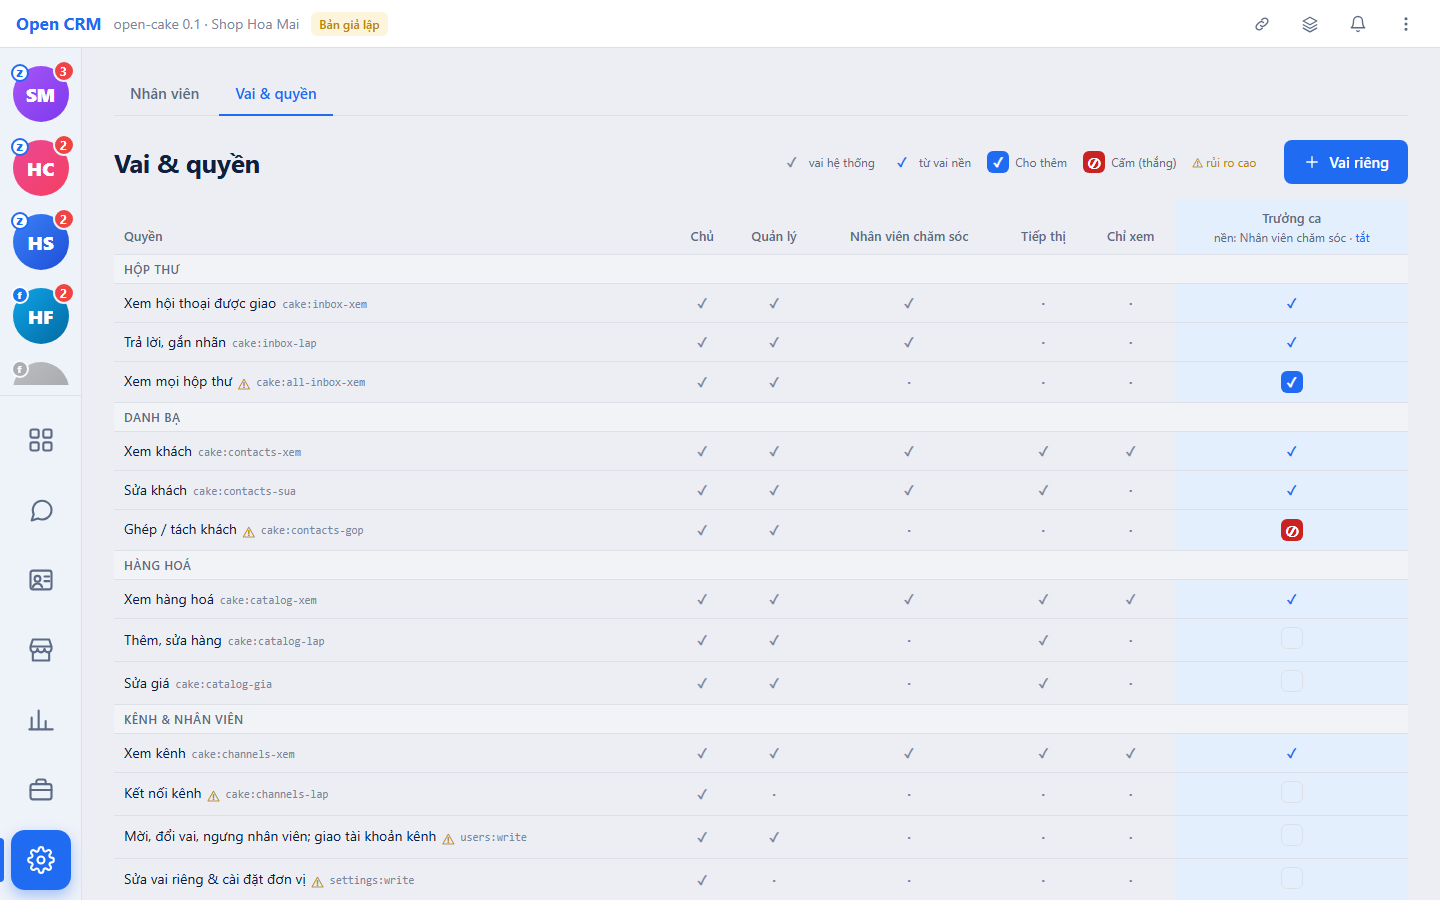 Open CRM open-cake 0.1 · Shop Hoa Mai Bản giả lập
z 3
SM
z 2
HC
z 2
HS
f 2
HF
f
Nhân viên Vai & quyền
Vai & quyền
✓ vai hệ thống ✓ từ vai nền ✓ Cho thêm Cấm (thắng) ⚠ rủi ro cao
+ Vai riêng
Quyền Chủ Quản lý Nhân viên chăm sóc Tiếp thị Chỉ xem Trưởng ca
nền: Nhân viên chăm sóc · tắt
HỘP THƯ
Xem hội thoại được giao cake:inbox-xem ✓ ✓ ✓ · · ✓
Trả lời, gắn nhãn cake:inbox-lap ✓ ✓ ✓ · · ✓
Xem mọi hộp thư ⚠ cake:all-inbox-xem ✓ ✓ · · · ✓
DANH BẠ
Xem khách cake:contacts-xem ✓ ✓ ✓ ✓ ✓ ✓
Sửa khách cake:contacts-sua ✓ ✓ ✓ ✓ · ✓
Ghép / tách khách ⚠ cake:contacts-gop ✓ ✓ · · ·
HÀNG HOÁ
Xem hàng hoá cake:catalog-xem ✓ ✓ ✓ ✓ ✓ ✓
Thêm, sửa hàng cake:catalog-lap ✓ ✓ · ✓ ·
Sửa giá cake:catalog-gia ✓ ✓ · ✓ ·
KÊNH & NHÂN VIÊN
Xem kênh cake:channels-xem ✓ ✓ ✓ ✓ ✓ ✓
Kết nối kênh ⚠ cake:channels-lap ✓ · · · ·
Mời, đổi vai, ngưng nhân viên; giao tài khoản kênh ⚠ users:write ✓ ✓ · · ·
Sửa vai riêng & cài đặt đơn vị ⚠ settings:write ✓ · · · ·